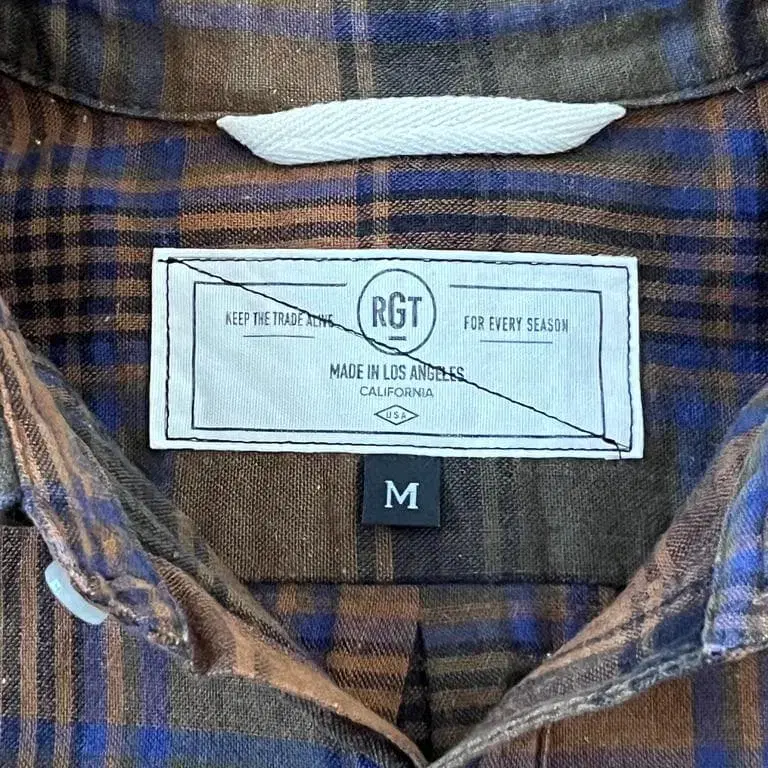 KEEP THE TRADE ALIVE
RGT
FOR EVERY SEASON
MADE IN LOS ANGELES
CALIFORNIA
USA
M